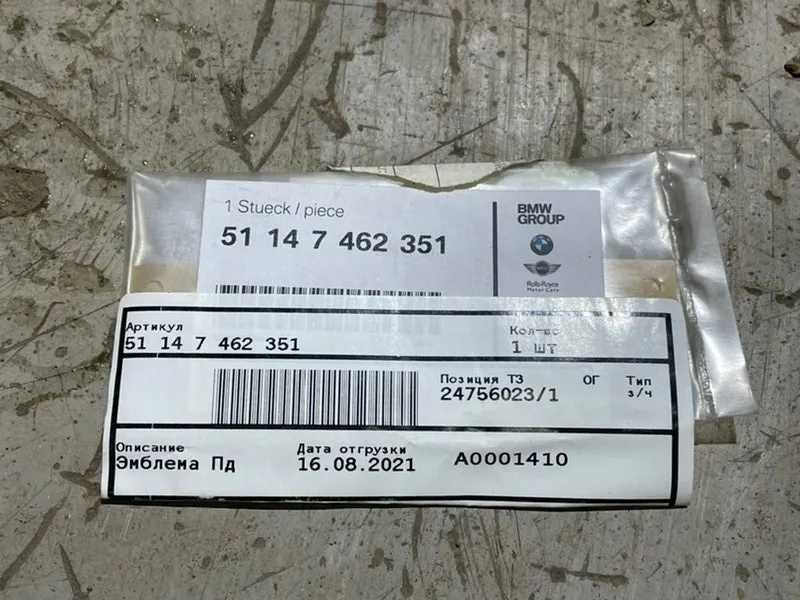 1 Stueck / piece
51 14 7 462 351
BMW
GROUP
Rolls-Royce
Motor Cars
Артикул
51 14 7 462 351
Кол-во
1 шт
Позиция ТЗ
24756023/1
ОГ
Тип
з/ч
Описание
Эмблема Пд
Дата отгрузки
16.08.2021
A0001410